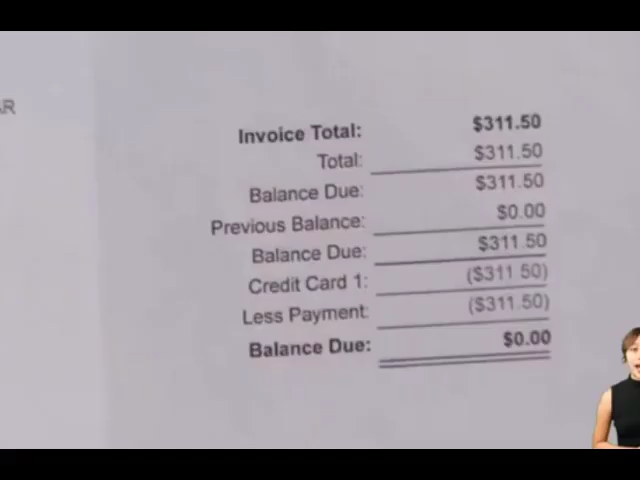 AR
Invoice Total: $311.50
Total: $311.50
Balance Due: $311.50
Previous Balance: $0.00
Balance Due: $311.50
Credit Card 1: ($311.50)
Less Payment: ($311.50)
Balance Due: $0.00